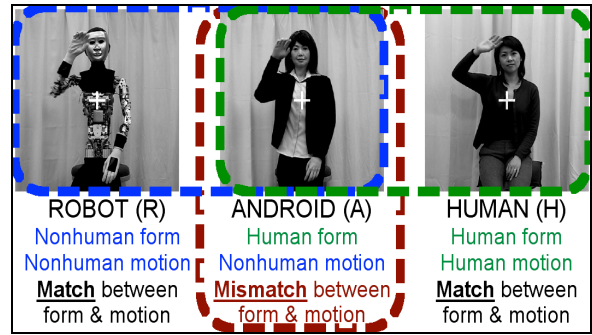 ROBOT (R)
Nonhuman form
Nonhuman motion
Match between
form & motion
ANDROID (A)
Human form
Nonhuman motion
Mismatch between
form & motion
HUMAN (H)
Human form
Human motion
Match between
form & motion